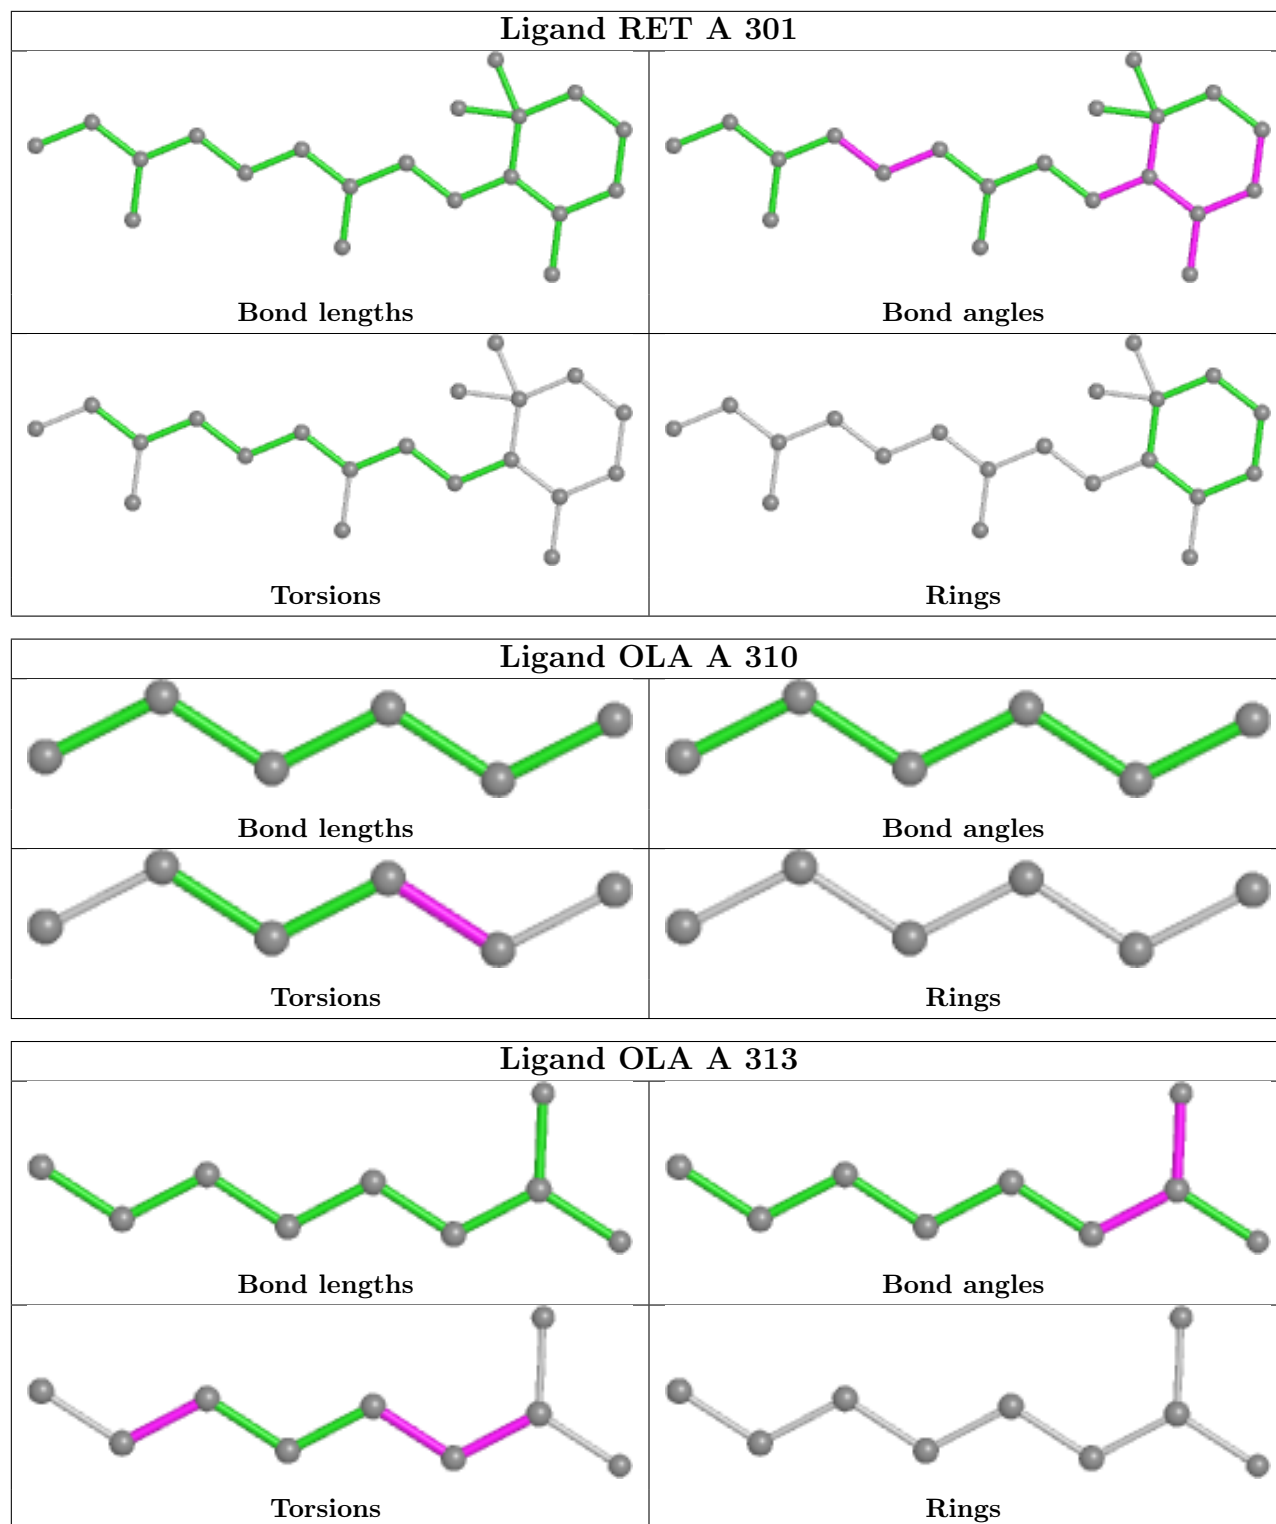 Ligand RET A 301
Bond lengths
Bond angles
Torsions
Rings
Ligand OLA A 310
Bond lengths
Bond angles
Torsions
Rings
Ligand OLA A 313
Bond lengths
Bond angles
Torsions
Rings